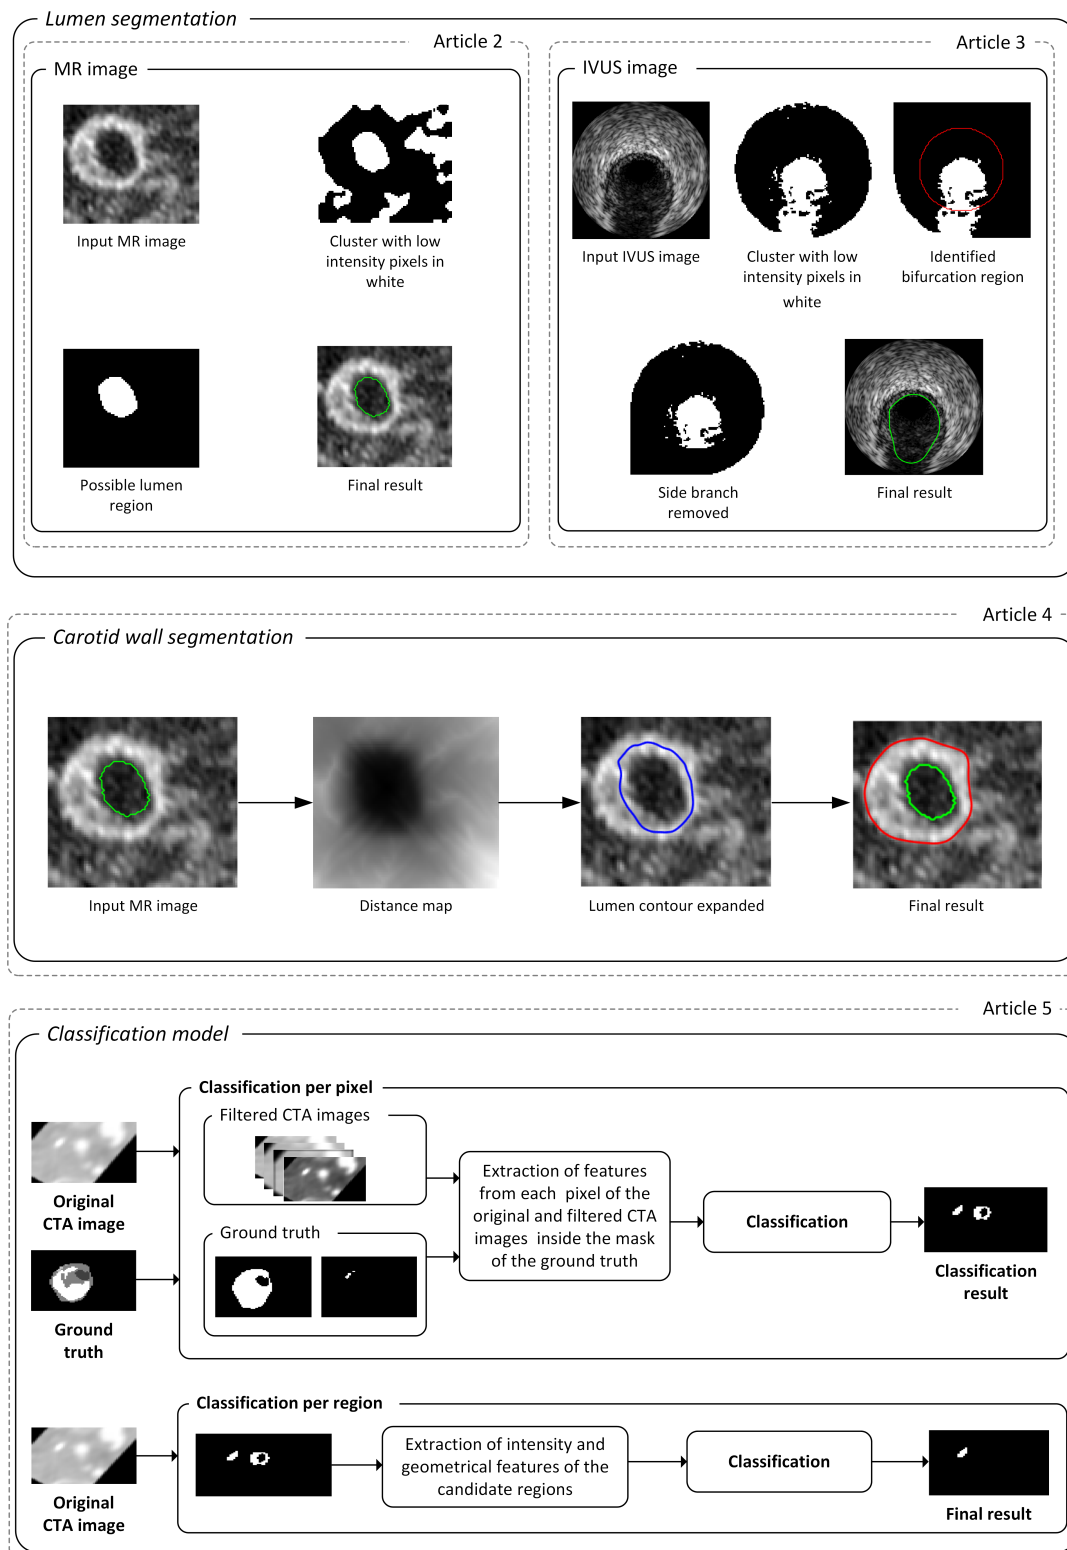 Lumen segmentation
Article 2
MR image
Input MR image
Cluster with low
intensity pixels in
white
Possible lumen
region
Final result
Article 3
IVUS image
Input IVUS image
Cluster with low
intensity pixels in
white
Identified
bifurcation region
Side branch
removed
Final result
Article 4
Carotid wall segmentation
Input MR image
Distance map
Lumen contour expanded
Final result
Article 5
Classification model
Classification per pixel
Original
CTA image
Ground
truth
Filtered CTA images
Ground truth
Extraction of features
from each pixel of the
original and filtered CTA
images inside the mask
of the ground truth
Classification
Classification
result
Classification per region
Original
CTA image
Extraction of intensity and
geometrical features of the
candidate regions
Classification
Final result